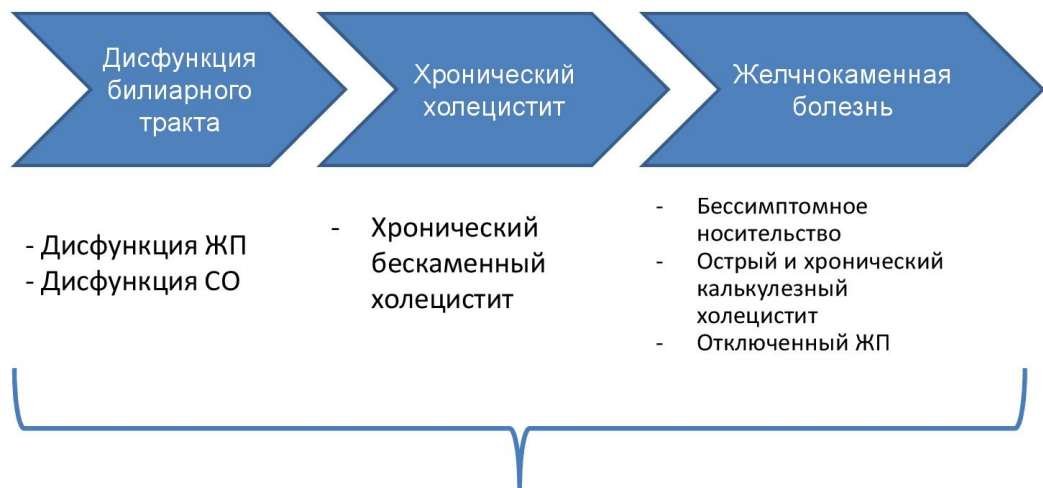 Дисфункция
билиарного
тракта
Хронический
холецистит
Желчнокаменная
болезнь
- Дисфункция ЖП
- Дисфункция СО
- Хронический
бескаменный
холецистит
- Бессимптомное
носительство
- Острый и хронический
калькулезный
холецистит
- Отключенный ЖП